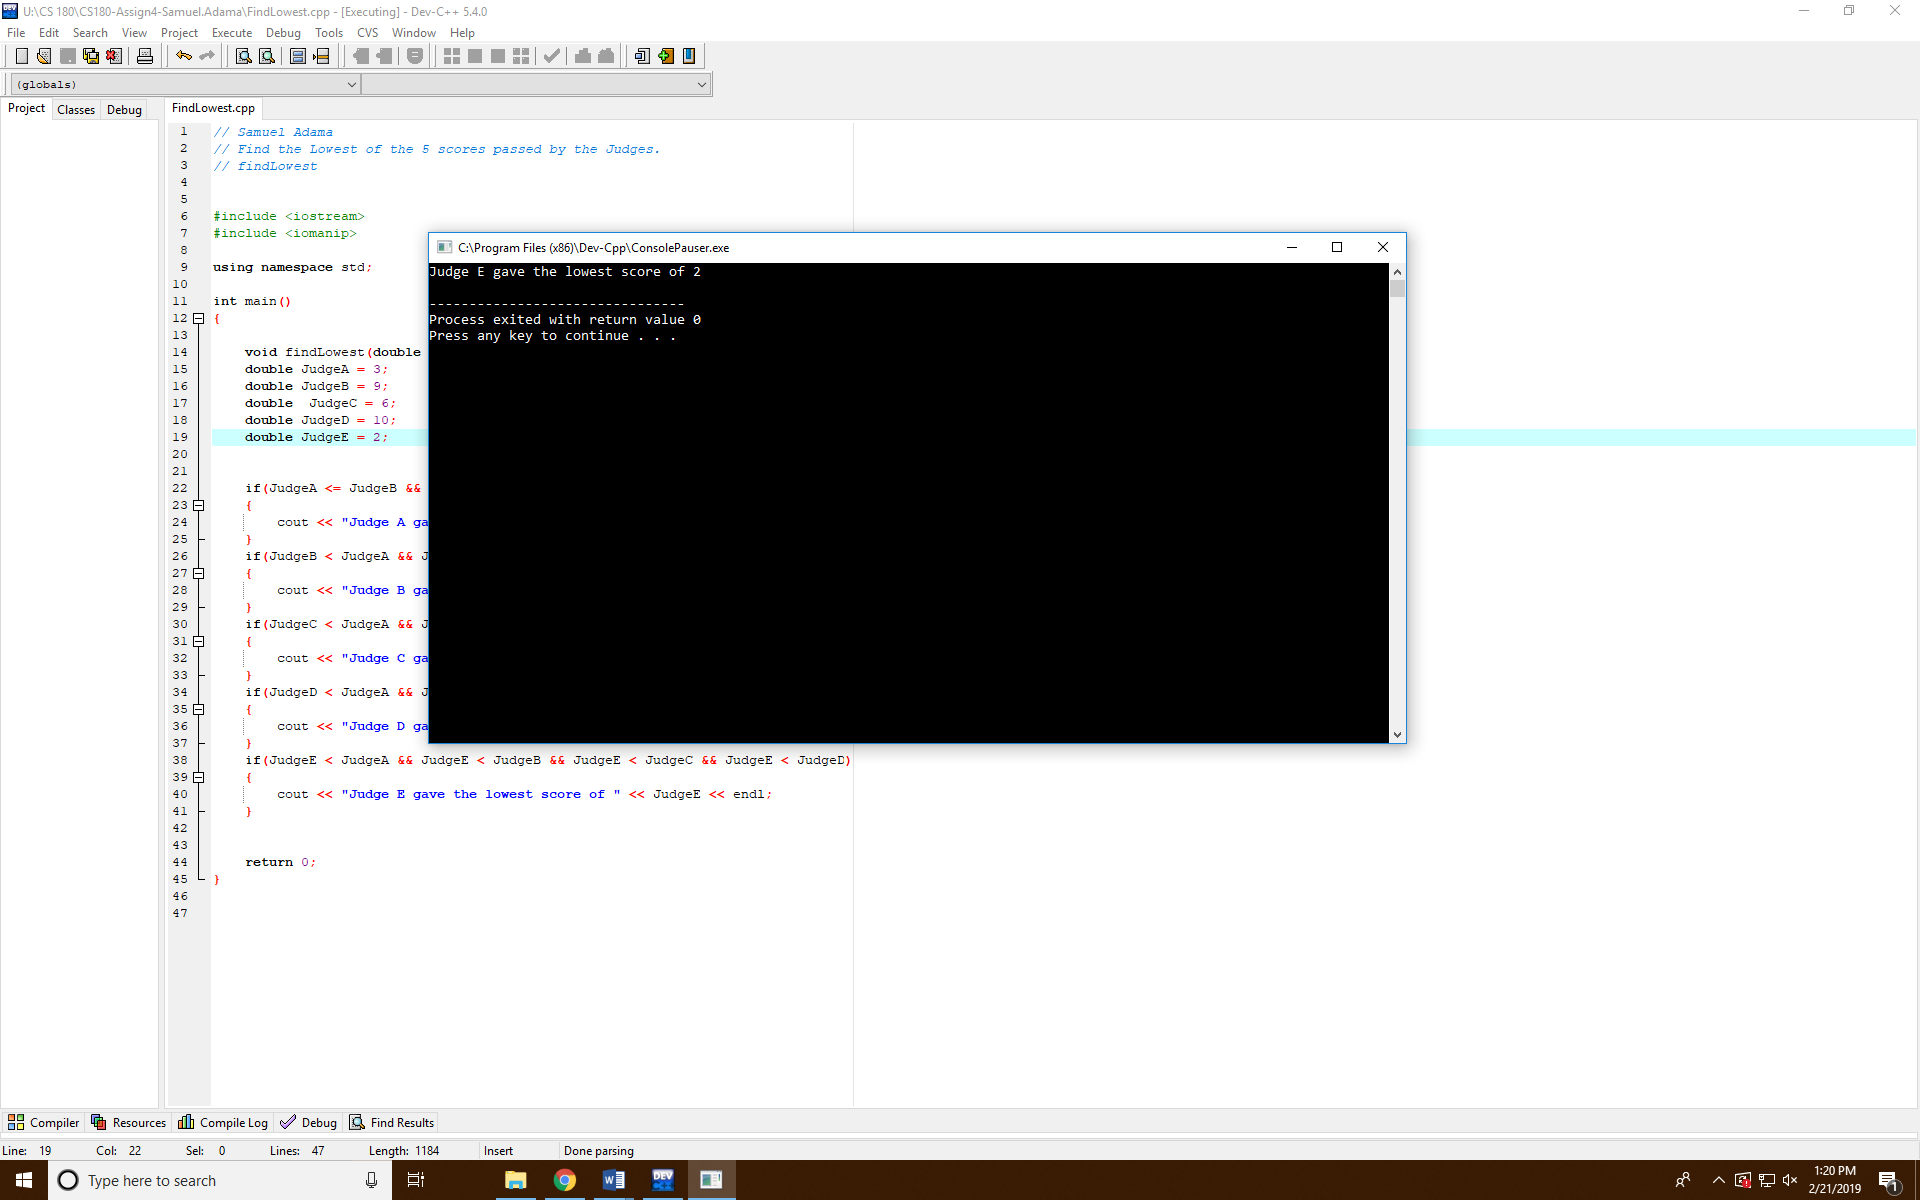 U:\CS 180\CS180-Assign4-Samuel.Adama\FindLowest.cpp - [Executing] - Dev-C++ 5.4.0
File Edit Search View Project Execute Debug Tools CVS Window Help
(globals)
Project Classes Debug FindLowest.cpp
1 // Samuel Adama
2 // Find the Lowest of the 5 scores passed by the Judges.
3 // findLowest
4
5
6 #include <iostream>
7 #include <iomanip>
8
9 using namespace std;
10
11 int main()
12 {
13
14 void findLowest(double
15 double JudgeA = 3;
16 double JudgeB = 9;
17 double  JudgeC = 6;
18 double JudgeD = 10;
19 double JudgeE = 2;
20
21
22 if(JudgeA <= JudgeB &&
23 {
24 cout << "Judge A ga
25 }
26 if(JudgeB < JudgeA && J
27 {
28 cout << "Judge B ga
29 }
30 if(JudgeC < JudgeA && J
31 {
32 cout << "Judge C ga
33 }
34 if(JudgeD < JudgeA && J
35 {
36 cout << "Judge D ga
37 }
38 if(JudgeE < JudgeA && JudgeE < JudgeB && JudgeE < JudgeC && JudgeE < JudgeD)
39 {
40 cout << "Judge E gave the lowest score of " << JudgeE << endl;
41 }
42
43
44 return 0;
45 }
46
47
C:\Program Files (x86)\Dev-Cpp\ConsolePauser.exe
Judge E gave the lowest score of 2
--------------------------------
Process exited with return value 0
Press any key to continue . . .
Compiler Resources Compile Log Debug Find Results
Line: 19 Col: 22 Sel: 0 Lines: 47 Length: 1184 Insert Done parsing
Type here to search
DEV
1:20 PM
2/21/2019
1